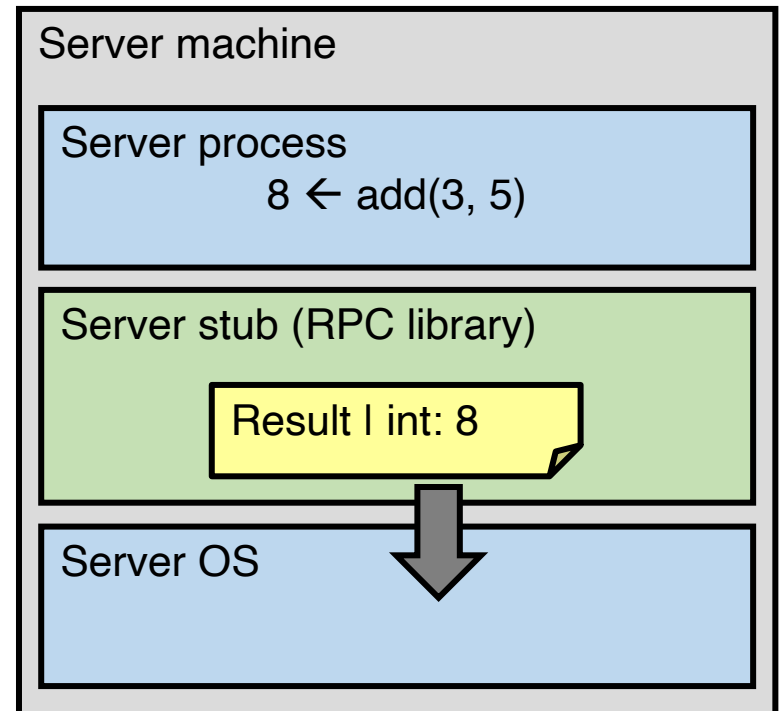 Server machine
Server process
8 ← add(3, 5)
Server stub (RPC library)
Result | int: 8
Server OS